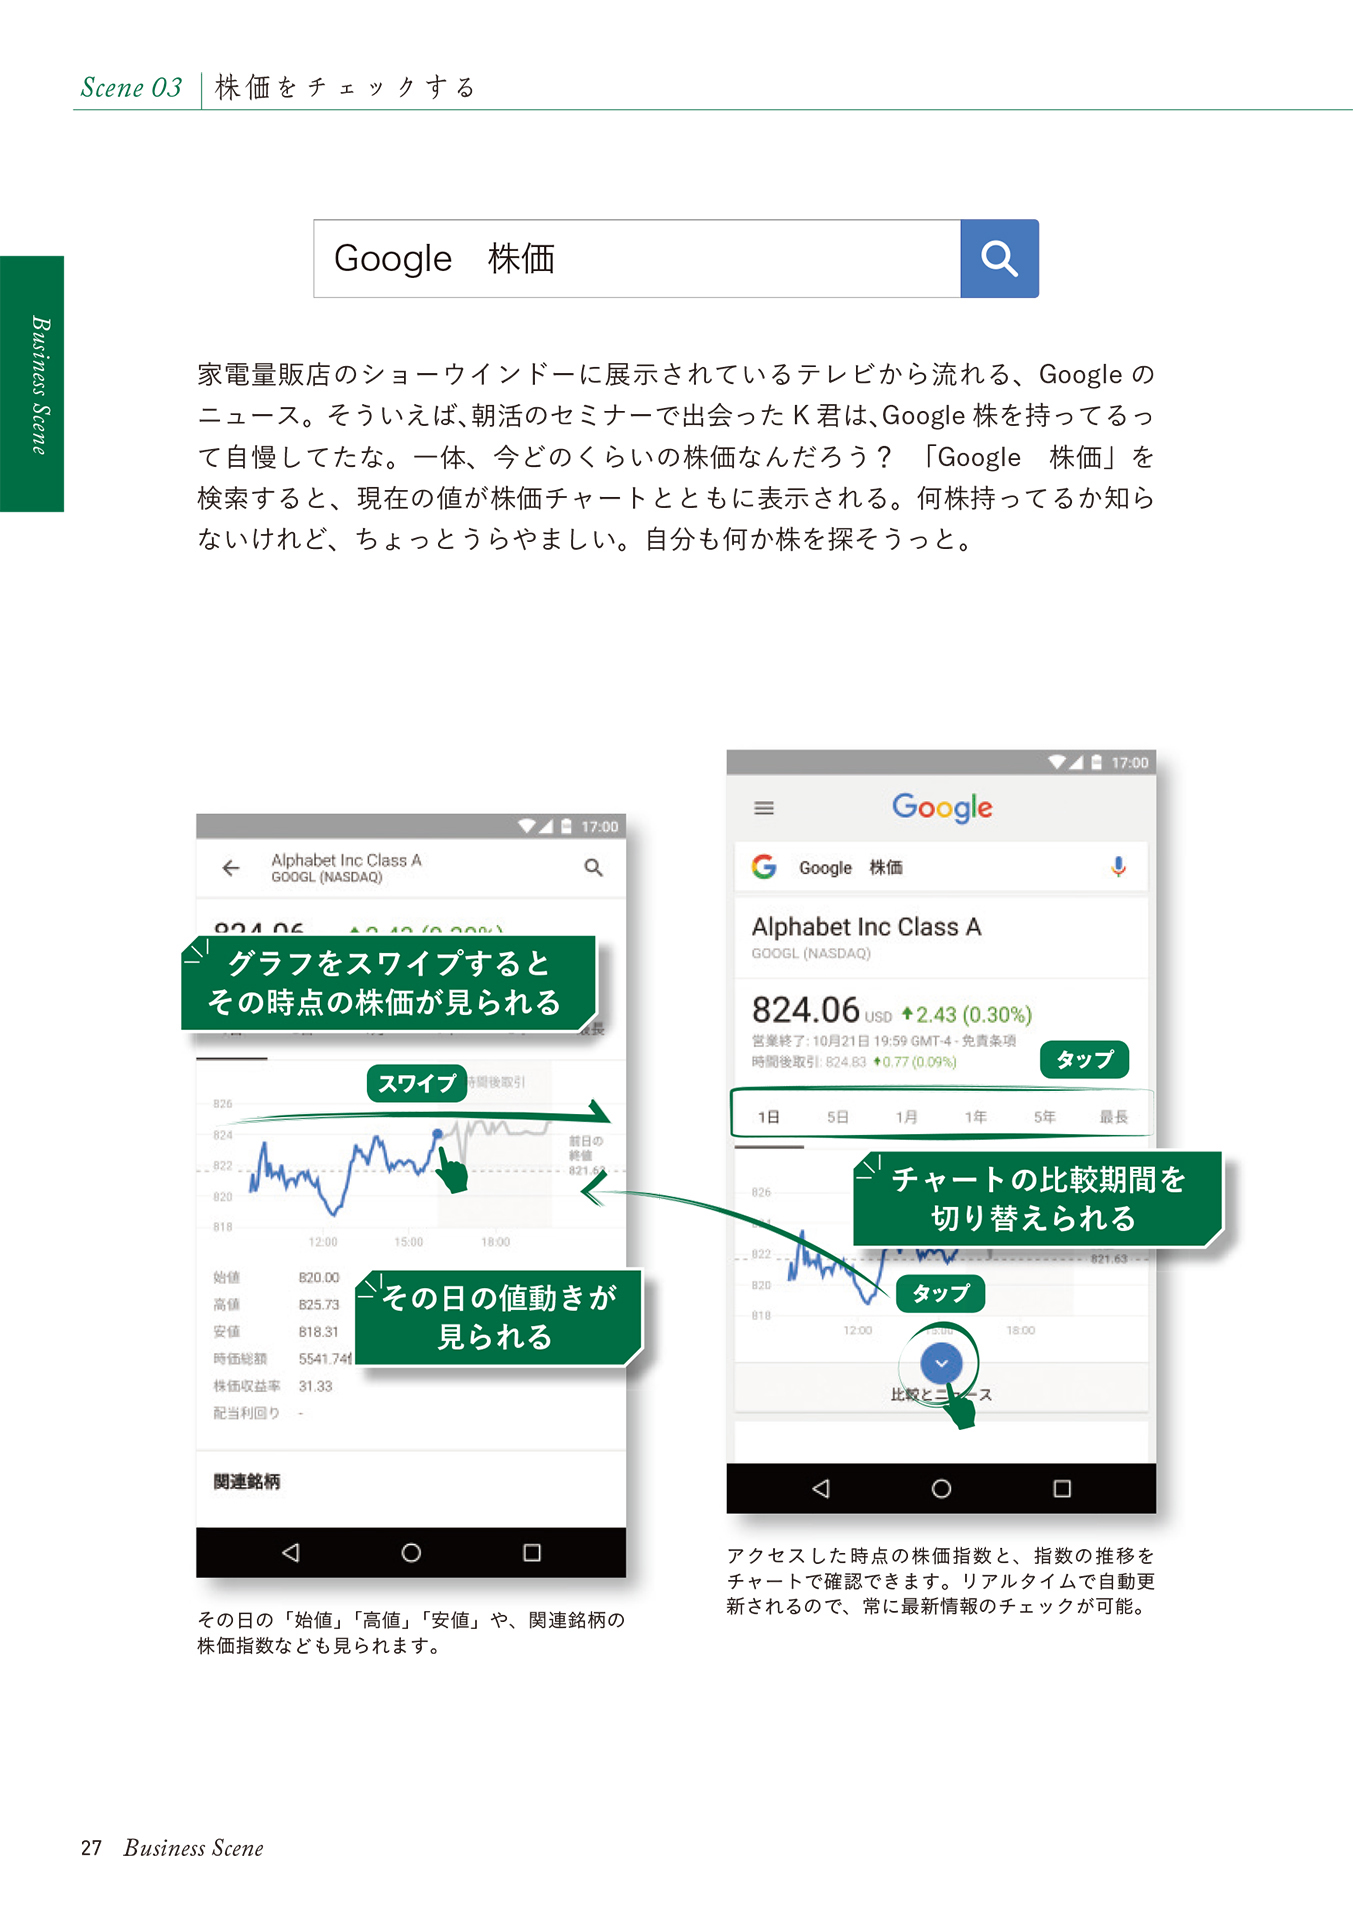 Scene 03 株価をチェックする
Google　株価
Business Scene
家電量販店のショーウインドーに展示されているテレビから流れる、Google の
ニュース。そういえば、朝活のセミナーで出会った K 君は、Google 株を持ってるっ
て自慢してたな。一体、今どのくらいの株価なんだろう？　「Google　株価」を
検索すると、現在の値が株価チャートとともに表示される。何株持ってるか知ら
ないけれど、ちょっとうらやましい。自分も何か株を探そうっと。
17:00
Alphabet Inc Class A
GOOGL (NASDAQ)
グラフをスワイプすると
その時点の株価が見られる
スワイプ
時間後取引
826
824
822
820
818
前日の
終値
821.63
12:00 15:00 18:00
始値 820.00
高値 825.73
安値 818.31
時価総額 5541.74
株価収益率 31.33
配当利回り -
その日の値動きが
見られる
関連銘柄
その日の「始値」「高値」「安値」や、関連銘柄の
株価指数なども見られます。
17:00
Google
Google　株価
Alphabet Inc Class A
GOOGL (NASDAQ)
824.06 USD 2.43 (0.30%)
営業終了: 10月21日 19:59 GMT-4 - 免責条項
時間後取引: 824.83 0.77 (0.09%)
タップ
1日 5日 1月 1年 5年 最長
チャートの比較期間を
切り替えられる
826
822
820
818
821.63
タップ
12:00 15:00 18:00
比較とニュース
アクセスした時点の株価指数と、指数の推移を
チャートで確認できます。リアルタイムで自動更
新されるので、常に最新情報のチェックが可能。
27 Business Scene